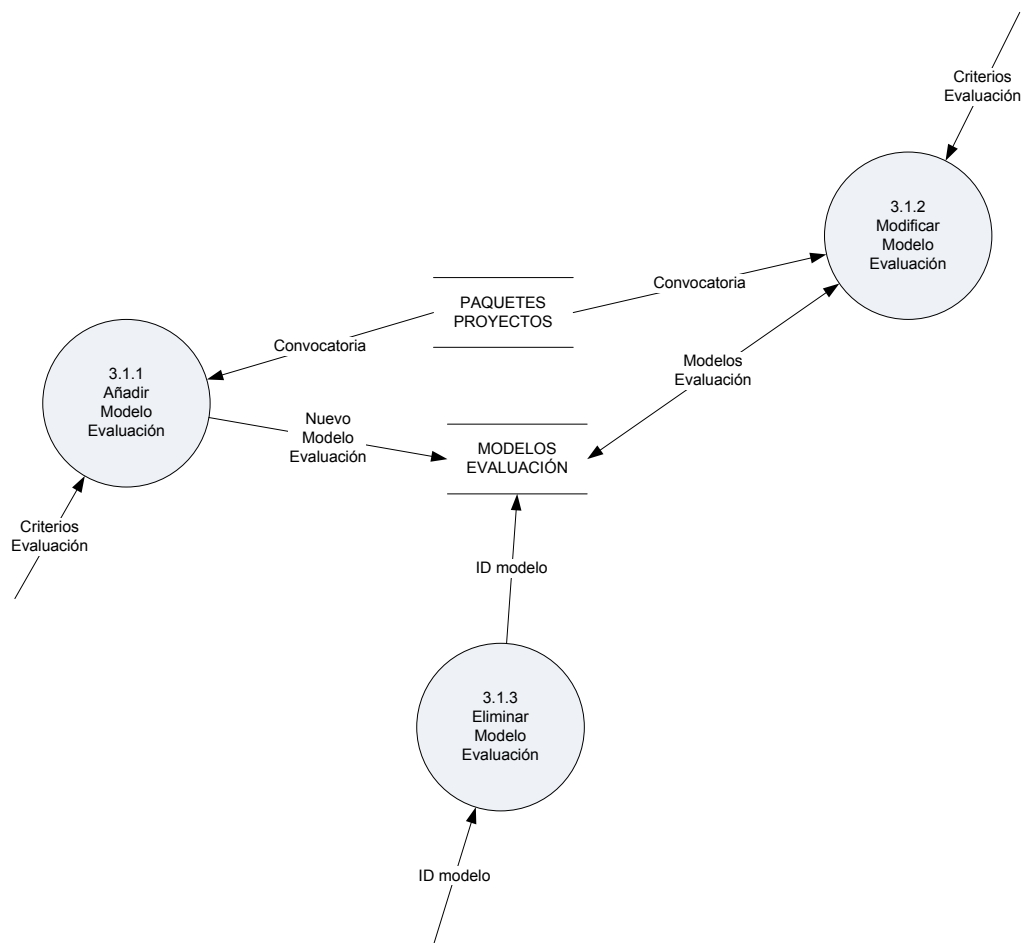 Criterios
Evaluación
3.1.2
Modificar
Modelo
Evaluación
PAQUETES
PROYECTOS
Convocatoria
Convocatoria
3.1.1
Añadir
Modelo
Evaluación
Modelos
Evaluación
Nuevo
Modelo
Evaluación
MODELOS
EVALUACIÓN
Criterios
Evaluación
ID modelo
3.1.3
Eliminar
Modelo
Evaluación
ID modelo